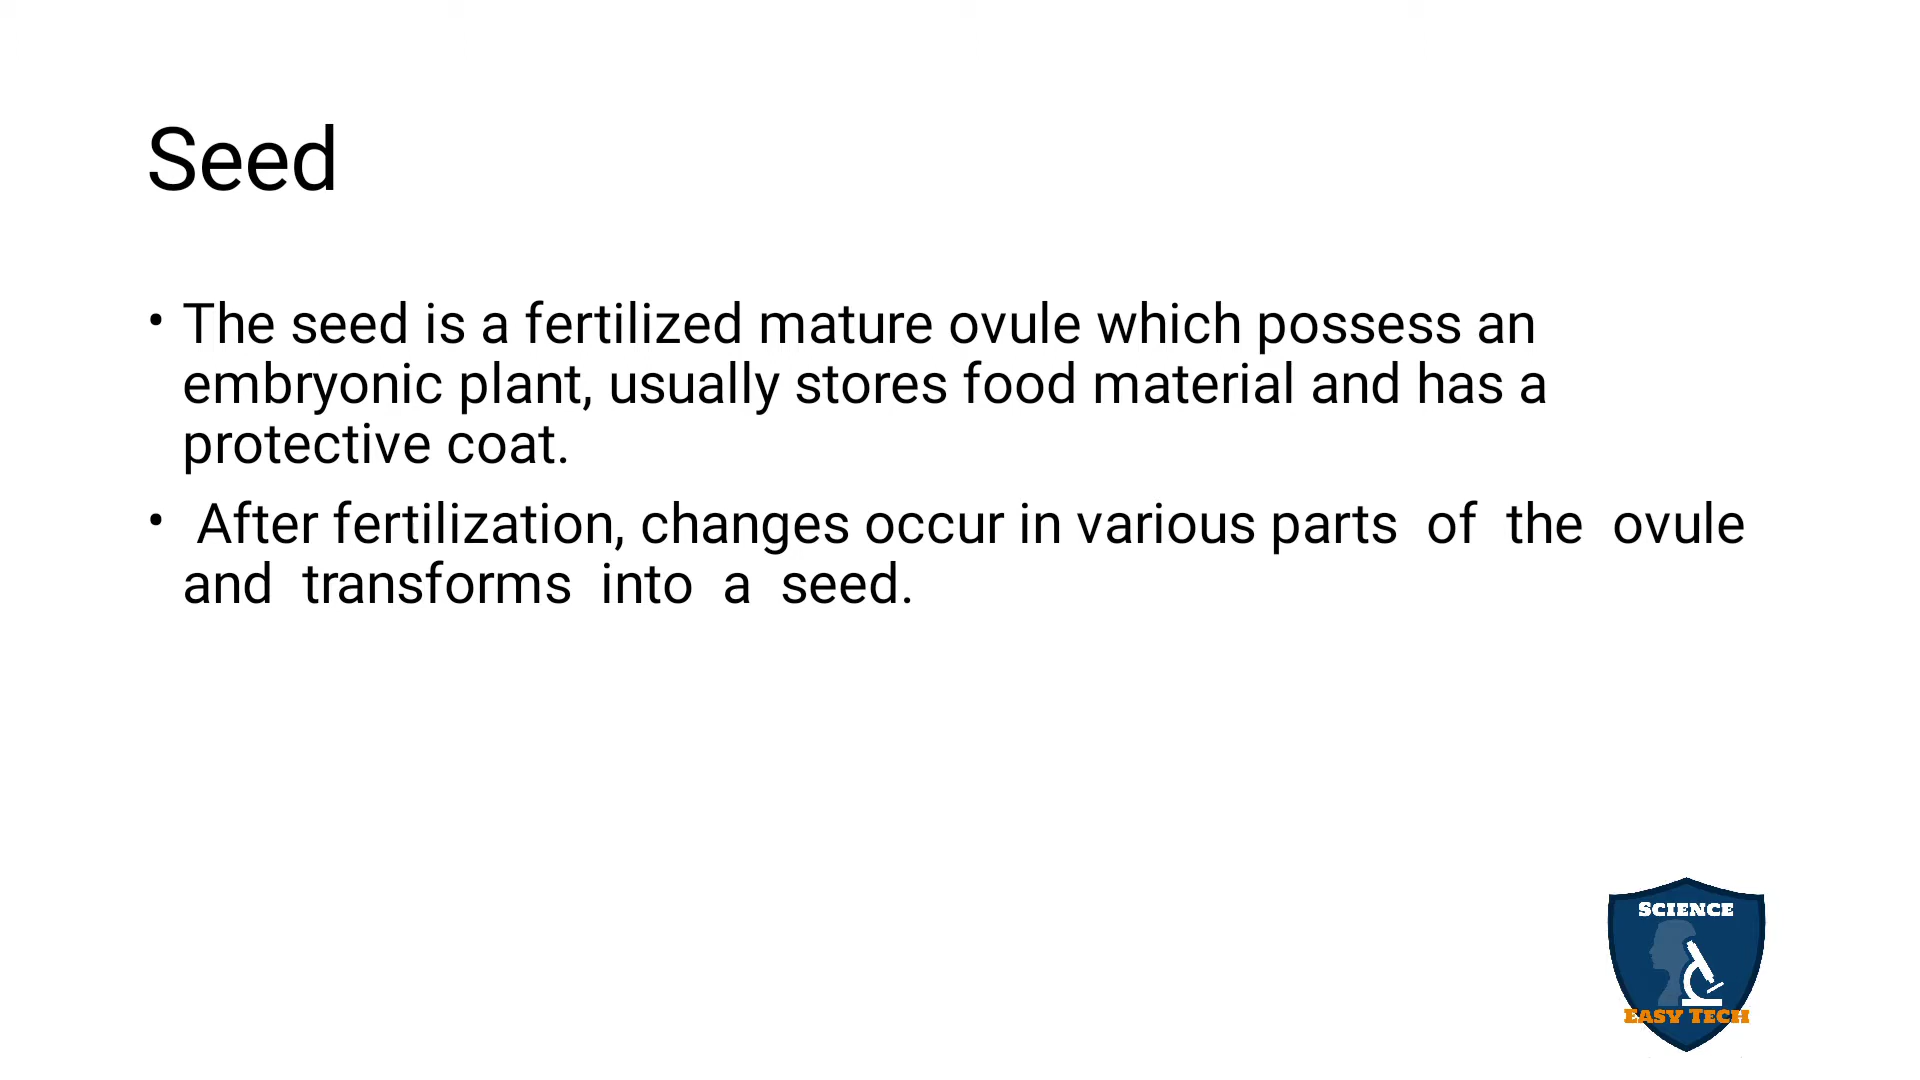 Seed
• The seed is a fertilized mature ovule which possess an
embryonic plant, usually stores food material and has a
protective coat.
• After fertilization, changes occur in various parts of the ovule
and transforms into a seed.
SCIENCE
EASY TECH